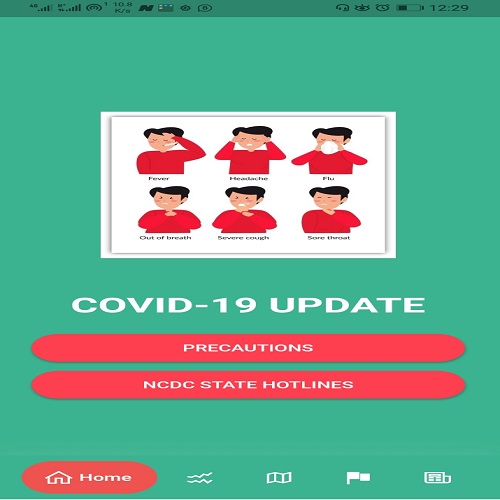 4G 10.8 K/s 12:29
Fever Headache Flu
Out of breath Severe cough Sore throat
COVID-19 UPDATE
PRECAUTIONS
NCDC STATE HOTLINES
Home